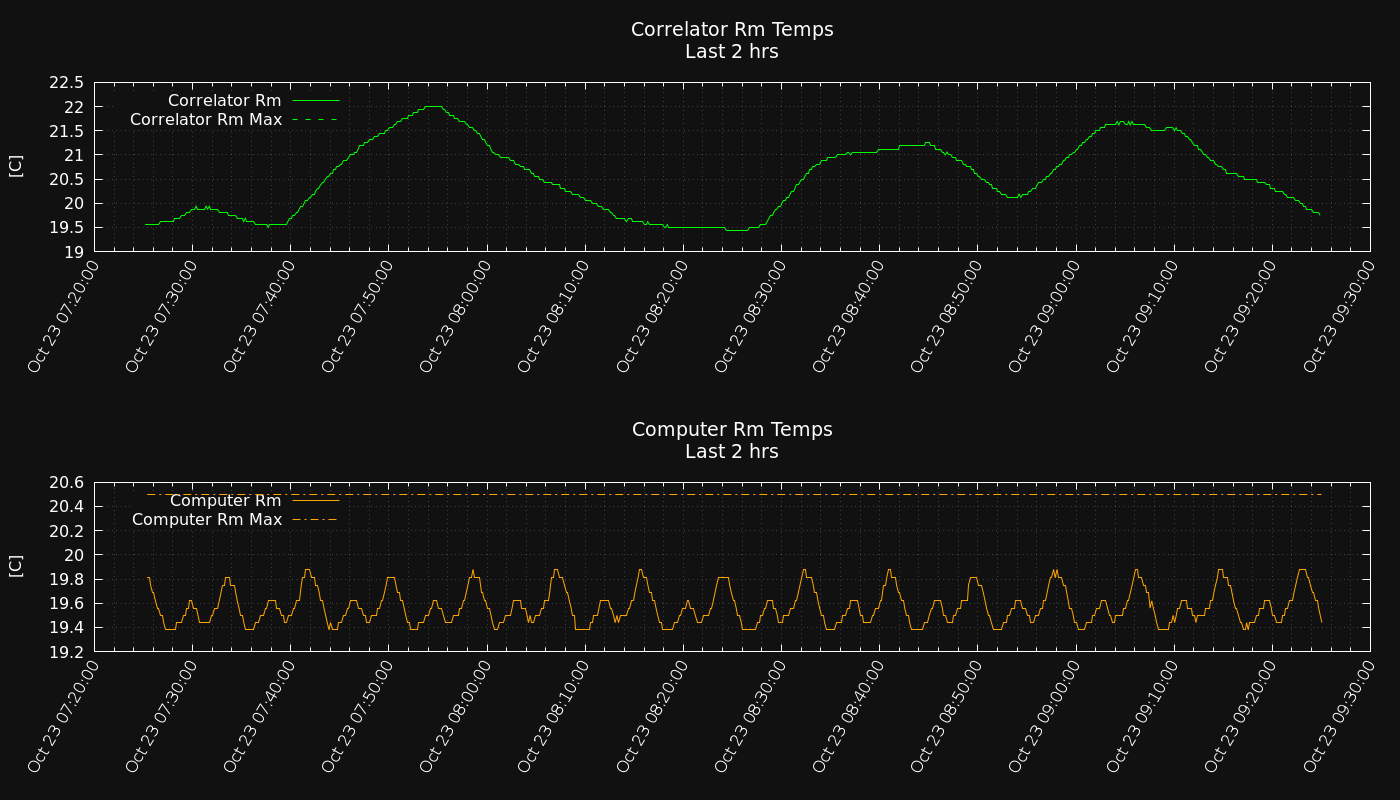 Correlator Rm Temps
Last 2 hrs
22.5
22
21.5
21
20.5
20
19.5
19
[C]
Correlator Rm
Correlator Rm Max
Oct 23 07:20:00
Oct 23 07:30:00
Oct 23 07:40:00
Oct 23 07:50:00
Oct 23 08:00:00
Oct 23 08:10:00
Oct 23 08:20:00
Oct 23 08:30:00
Oct 23 08:40:00
Oct 23 08:50:00
Oct 23 09:00:00
Oct 23 09:10:00
Oct 23 09:20:00
Oct 23 09:30:00
Computer Rm Temps
Last 2 hrs
20.6
20.4
20.2
20
19.8
19.6
19.4
19.2
[C]
Computer Rm
Computer Rm Max
Oct 23 07:20:00
Oct 23 07:30:00
Oct 23 07:40:00
Oct 23 07:50:00
Oct 23 08:00:00
Oct 23 08:10:00
Oct 23 08:20:00
Oct 23 08:30:00
Oct 23 08:40:00
Oct 23 08:50:00
Oct 23 09:00:00
Oct 23 09:10:00
Oct 23 09:20:00
Oct 23 09:30:00